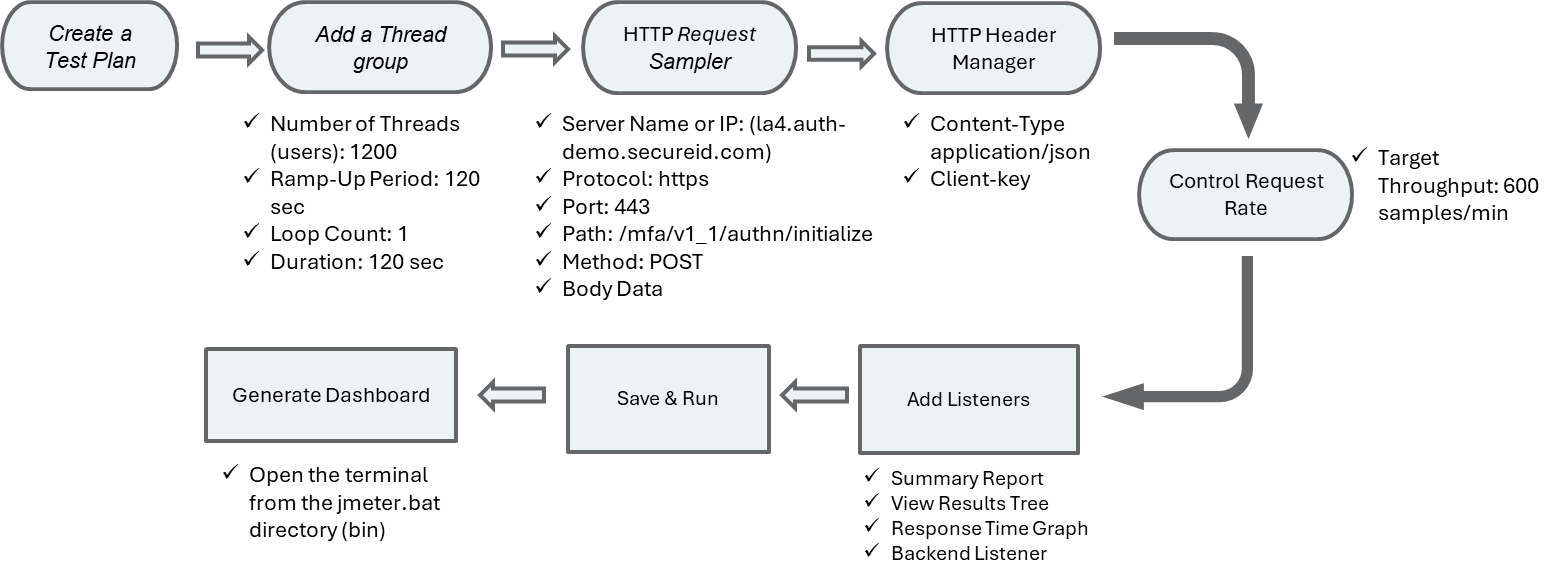 Create a
Test Plan
Add a Thread
group
HTTP Request
Sampler
HTTP Header
Manager
✓ Number of Threads
(users): 1200
✓ Ramp-Up Period: 120
sec
✓ Loop Count: 1
✓ Duration: 120 sec
✓ Server Name or IP: (la4.auth-
demo.secureid.com)
✓ Protocol: https
✓ Port: 443
✓ Path: /mfa/v1_1/authn/initialize
✓ Method: POST
✓ Body Data
✓ Content-Type
application/json
✓ Client-key
Control Request
Rate
✓ Target
Throughput: 600
samples/min
Add Listeners
✓ Summary Report
✓ View Results Tree
✓ Response Time Graph
✓ Backend Listener
Save & Run
Generate Dashboard
✓ Open the terminal
from the jmeter.bat
directory (bin)